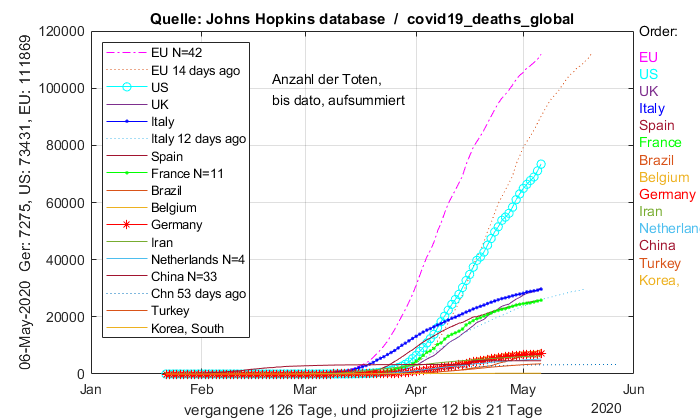 Quelle: Johns Hopkins database / covid19_deaths_global
06-May-2020 Ger: 7275, US: 73431, EU: 111869
120000
100000
80000
60000
40000
20000
0
EU N=42
EU 14 days ago
US
UK
Italy
Italy 12 days ago
Spain
France N=11
Brazil
Belgium
Germany
Iran
Netherlands N=4
China N=33
Chn 53 days ago
Turkey
Korea, South
Anzahl der Toten,
bis dato, aufsummiert
Order:
EU
US
UK
Italy
Spain
France
Brazil
Belgium
Germany
Iran
Netherlan
China
Turkey
Korea,
Jan Feb Mar Apr May Jun
vergangene 126 Tage, und projizierte 12 bis 21 Tage 2020